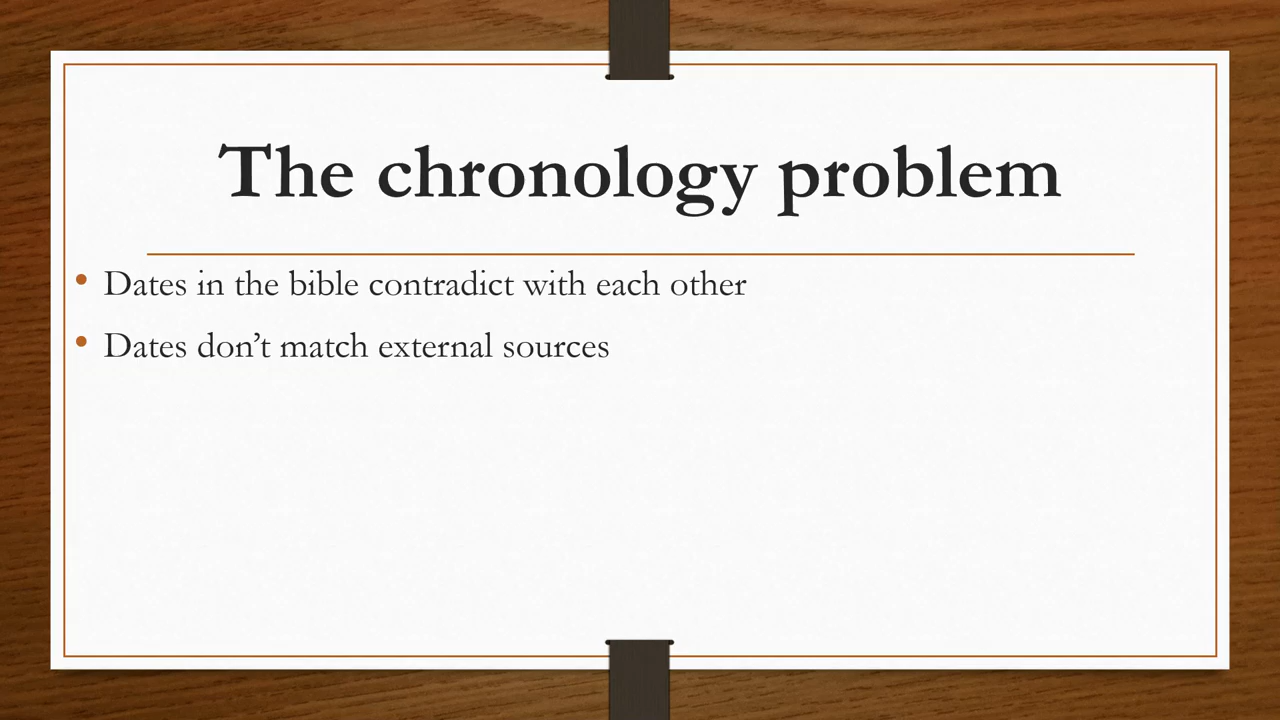 The chronology problem
• Dates in the bible contradict with each other
• Dates don’t match external sources